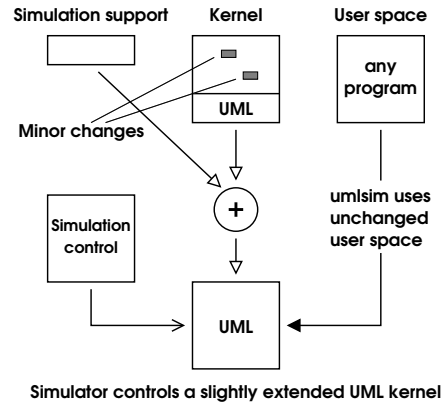 Simulation support
Kernel
User space
any
program
UML
Minor changes
+
umlsim uses
unchanged
user space
Simulation
control
UML
Simulator controls a slightly extended UML kernel